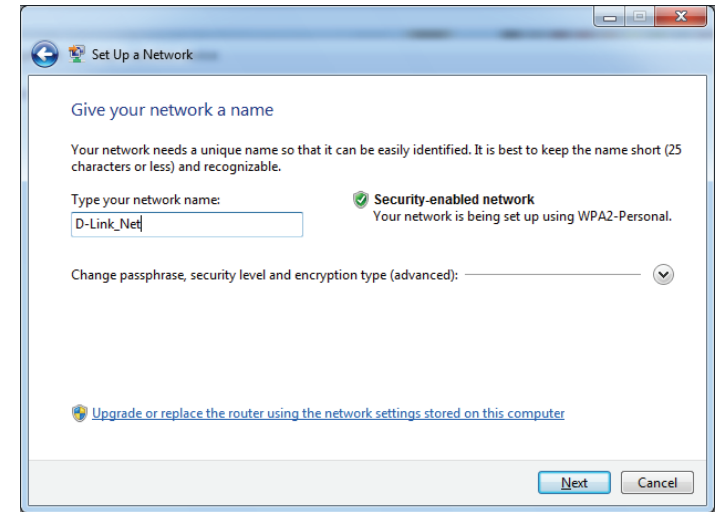 Set Up a Network
Give your network a name
Your network needs a unique name so that it can be easily identified. It is best to keep the name short (25
characters or less) and recognizable.
Type your network name:
Security-enabled network
D-Link_Net
Your network is being set up using WPA2-Personal.
Change passphrase, security level and encryption type (advanced):
Upgrade or replace the router using the network settings stored on this computer
Next Cancel